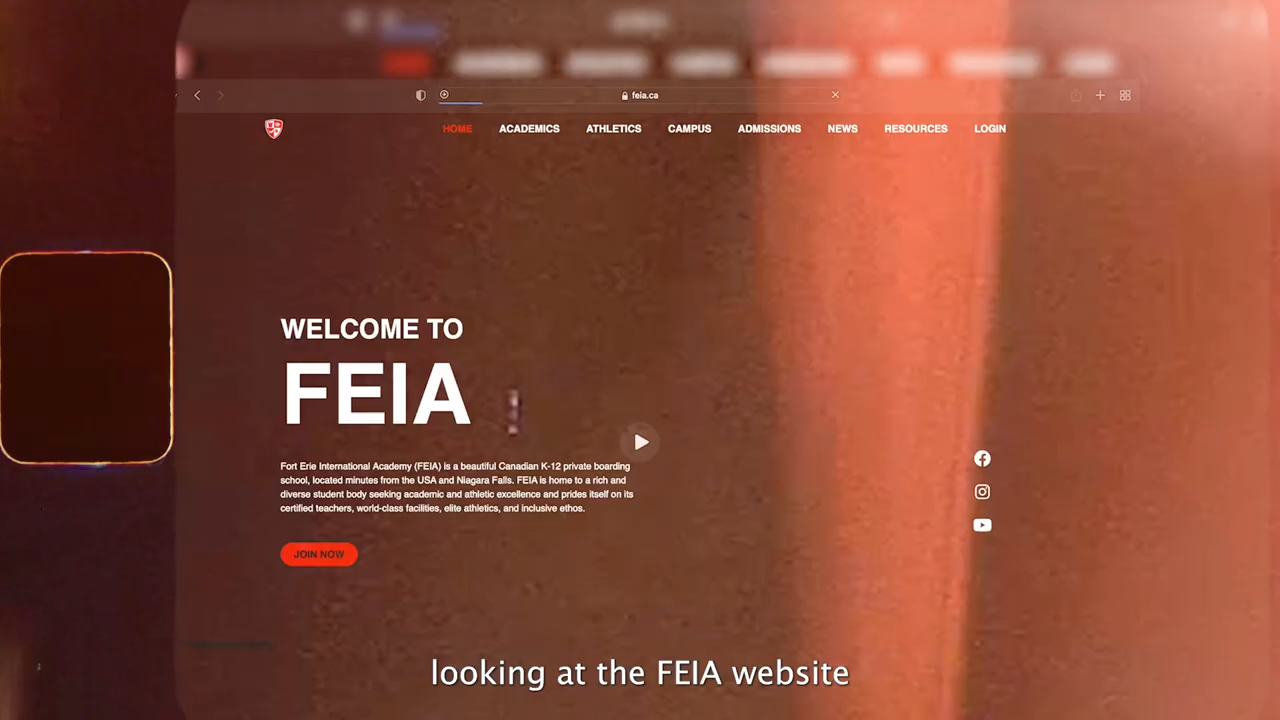 feia.ca
HOME ACADEMICS ATHLETICS CAMPUS ADMISSIONS NEWS RESOURCES LOGIN
WELCOME TO
FEIA
Fort Erie International Academy (FEIA) is a beautiful Canadian K-12 private boarding
school, located minutes from the USA and Niagara Falls. FEIA is home to a rich and
diverse student body seeking academic and athletic excellence and prides itself on its
certified teachers, world-class facilities, elite athletics, and inclusive ethos.
JOIN NOW
looking at the FEIA website